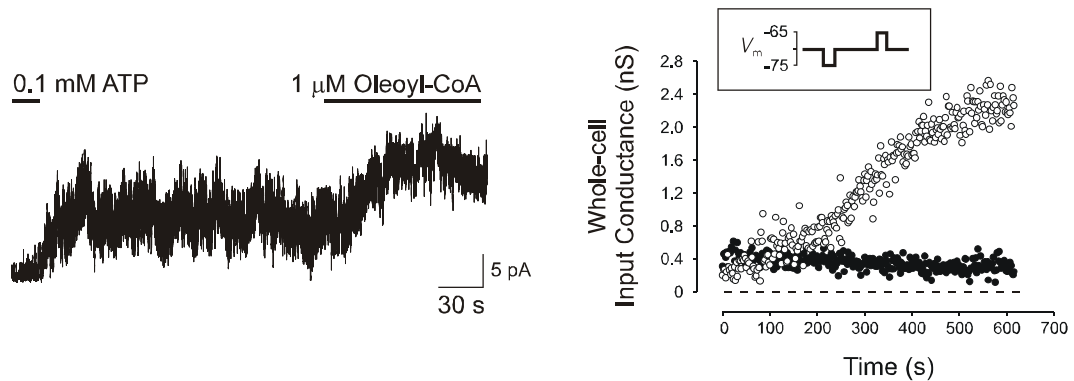 0.1 mM ATP
1 μM Oleoyl-CoA
5 pA
30 s
Vm
-65
-75
Whole-cell
Input Conductance (nS)
2.8
2.4
2.0
1.6
1.2
0.8
0.4
0
0 100 200 300 400 500 600 700
Time (s)